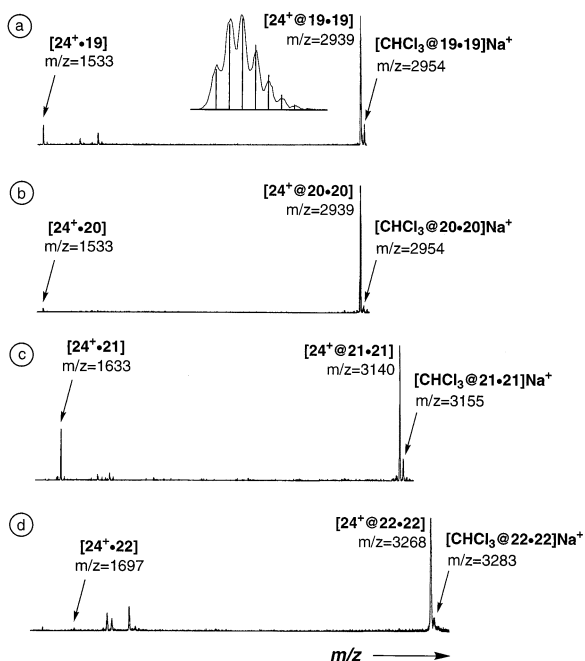 a
[24⁺•19]
m/z=1533
[24⁺@19•19]
m/z=2939
[CHCl₃@19•19]Na⁺
m/z=2954
b
[24⁺•20]
m/z=1533
[24⁺@20•20]
m/z=2939
[CHCl₃@20•20]Na⁺
m/z=2954
c
[24⁺•21]
m/z=1633
[24⁺@21•21]
m/z=3140
[CHCl₃@21•21]Na⁺
m/z=3155
d
[24⁺•22]
m/z=1697
[24⁺@22•22]
m/z=3268
[CHCl₃@22•22]Na⁺
m/z=3283
m/z